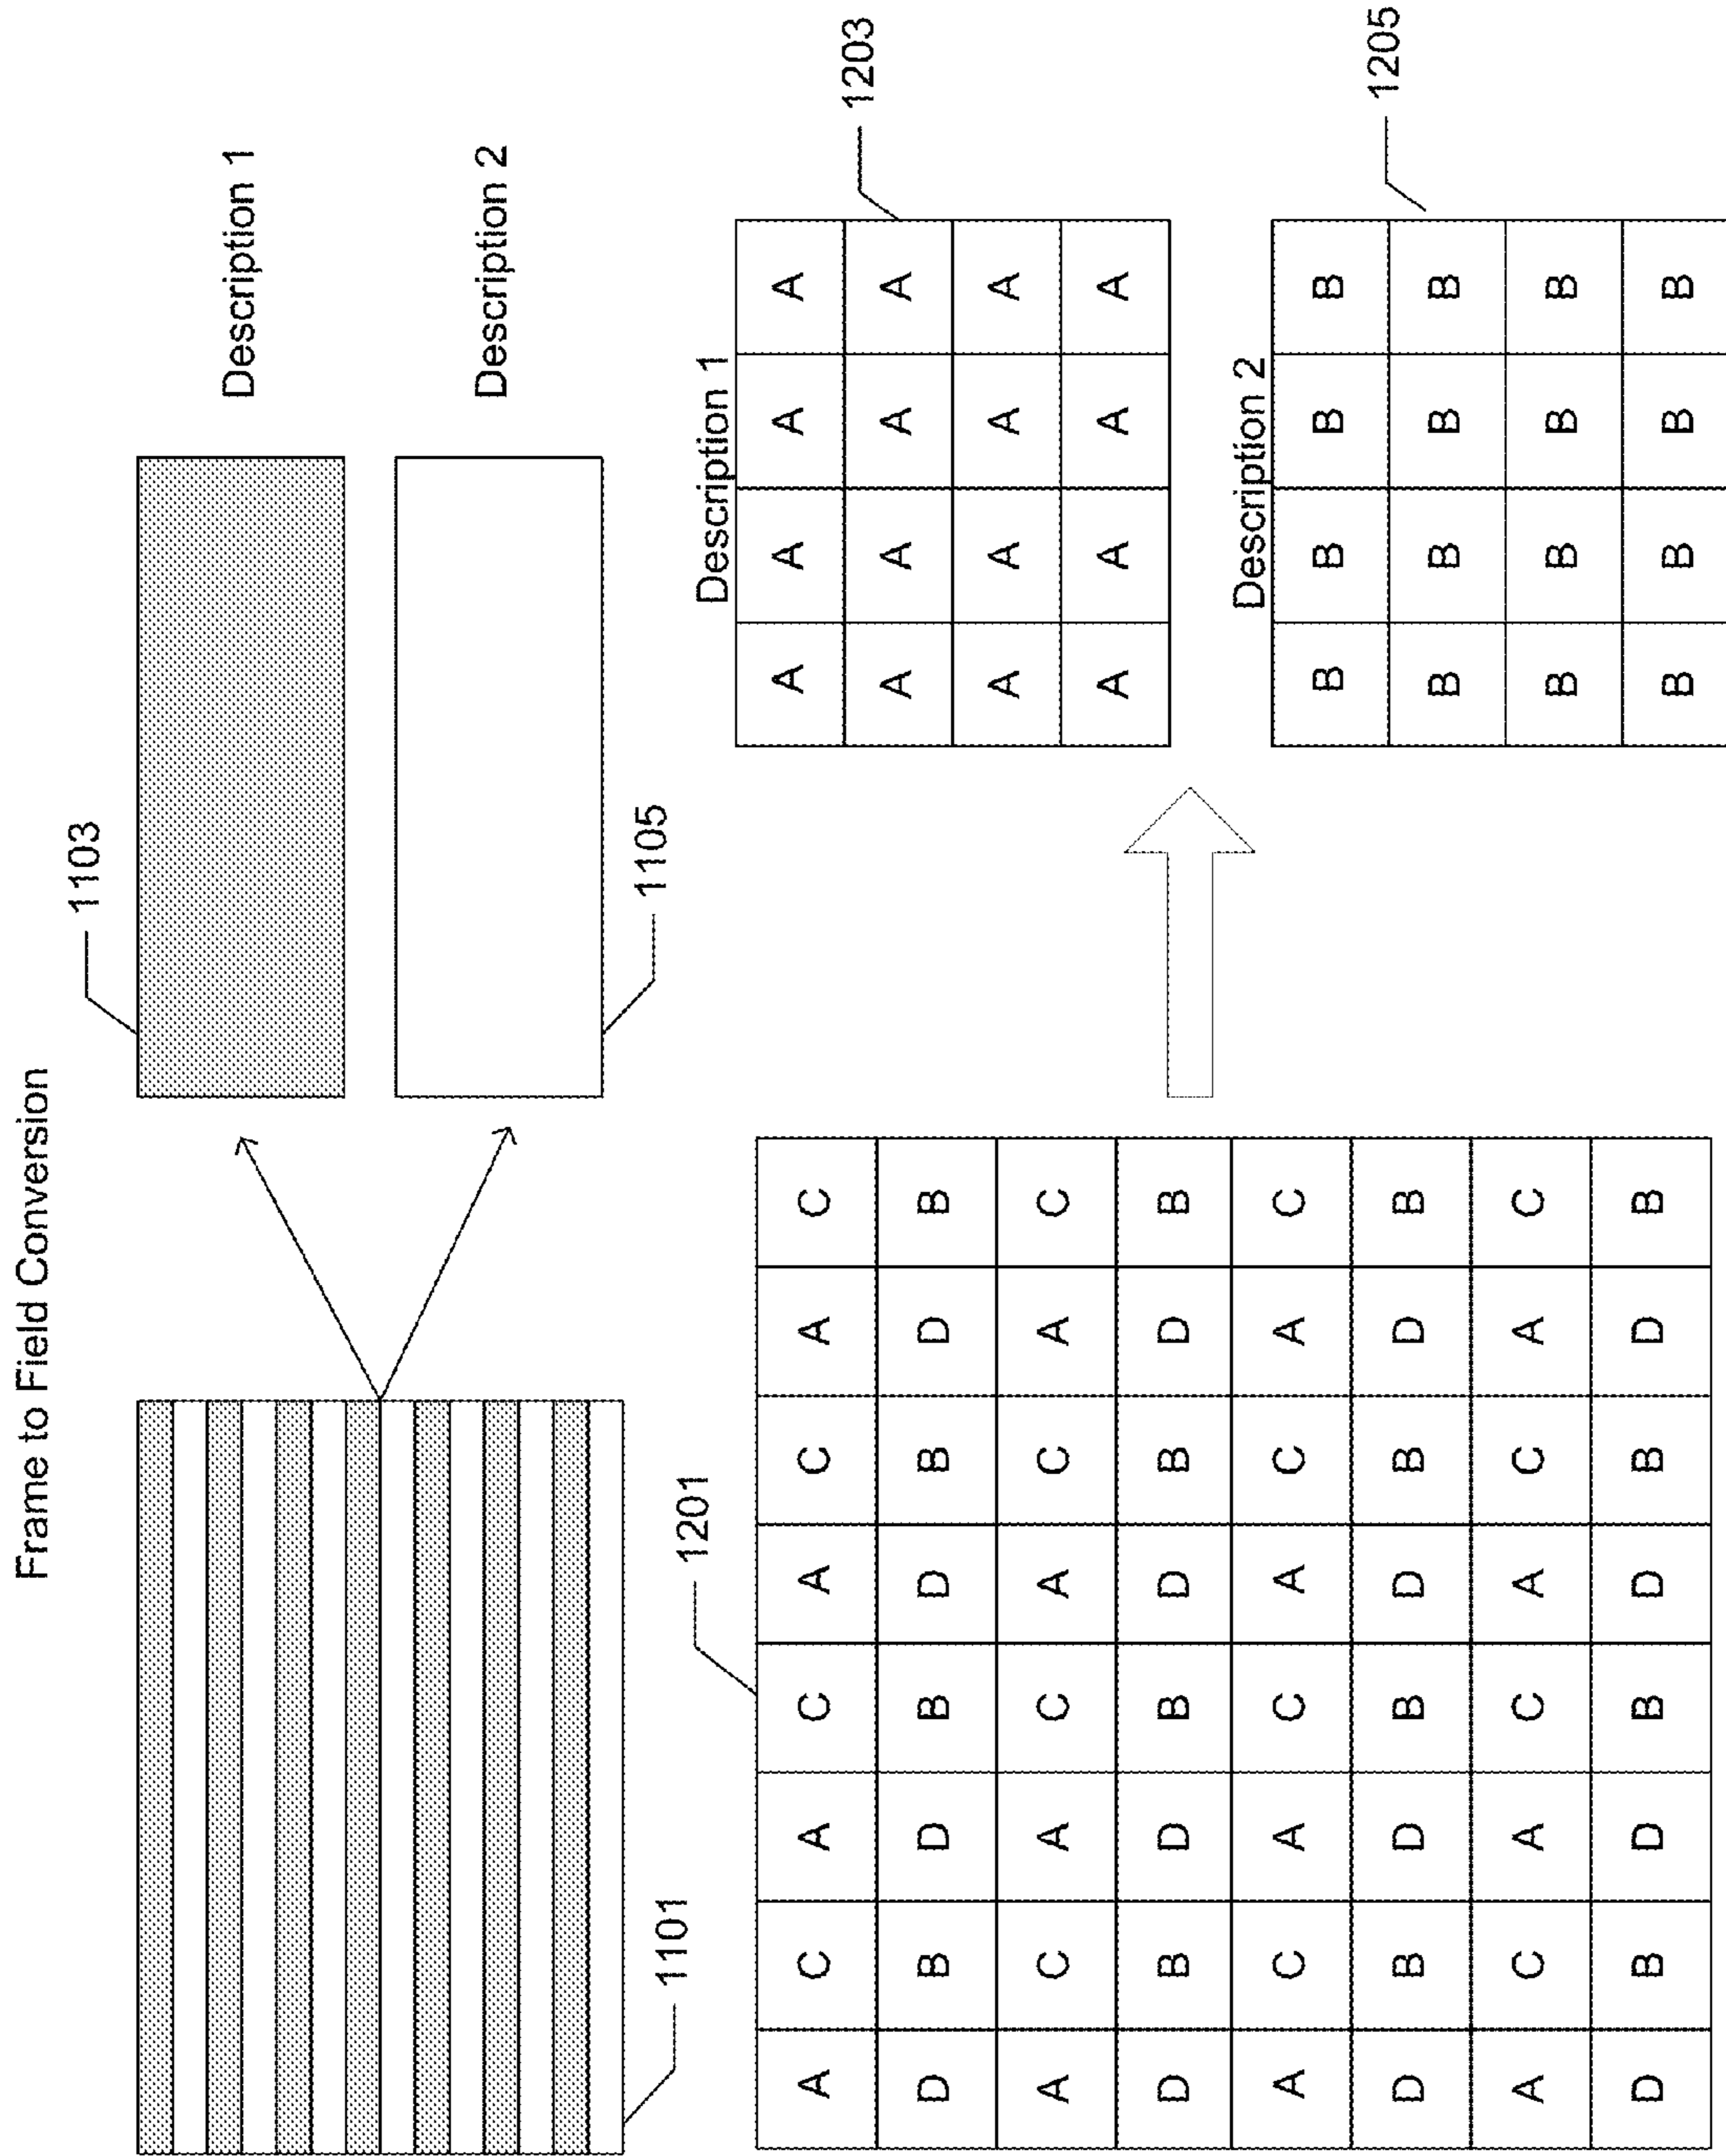 Frame to Field Conversion
1103
Description 1
Description 2
1101
1105
1201
A C A C A C A C
D B D B D B D B
A C A C A C A C
D B D B D B D B
A C A C A C A C
D B D B D B D B
A C A C A C A C
D B D B D B D B
Description 1
A A A A
1203
A A A A
A A A A
A A A A
Description 2
B B B B
1205
B B B B
B B B B
B B B B